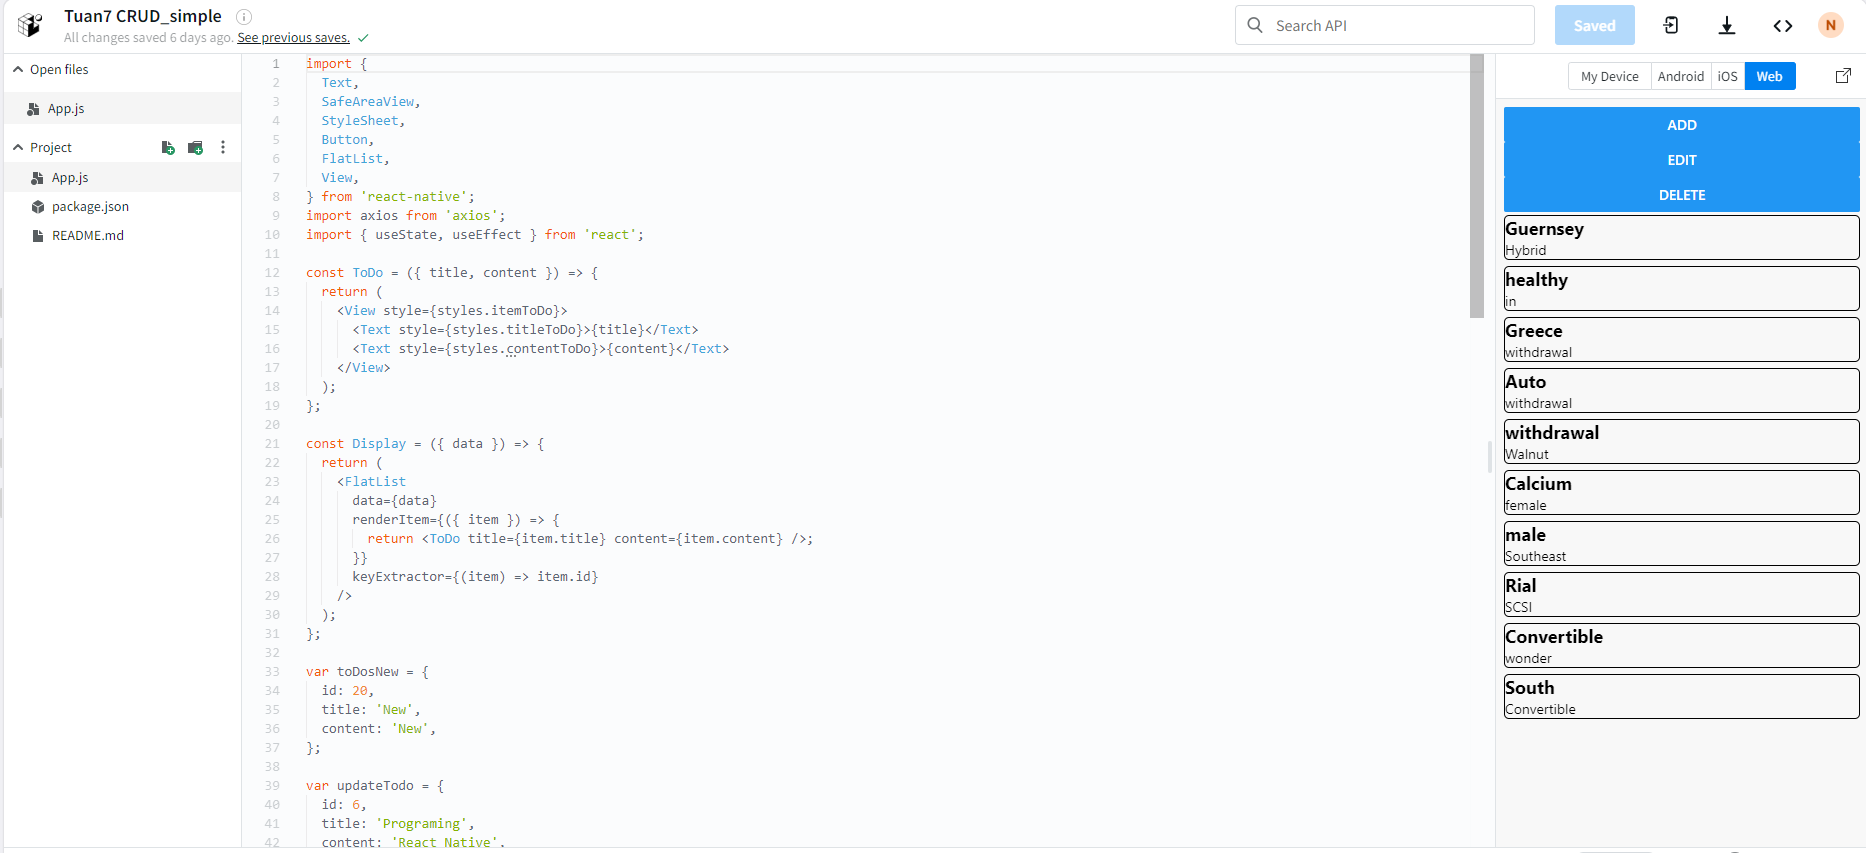 Tuan7 CRUD_simple
All changes saved 6 days ago. See previous saves.
Search API
Saved
N
Open files
App.js
Project
App.js
package.json
README.md
1 import {
2 Text,
3 SafeAreaView,
4 StyleSheet,
5 Button,
6 FlatList,
7 View,
8 } from 'react-native';
9 import axios from 'axios';
10 import { useState, useEffect } from 'react';
11
12 const ToDo = ({ title, content }) => {
13 return (
14 <View style={styles.itemToDo}>
15 <Text style={styles.titleToDo}>{title}</Text>
16 <Text style={styles.contentToDo}>{content}</Text>
17 </View>
18 );
19 };
20
21 const Display = ({ data }) => {
22 return (
23 <FlatList
24 data={data}
25 renderItem={({ item }) => {
26 return <ToDo title={item.title} content={item.content} />;
27 }}
28 keyExtractor={(item) => item.id}
29 />
30 );
31 };
32
33 var toDosNew = {
34 id: 20,
35 title: 'New',
36 content: 'New',
37 };
38
39 var updateTodo = {
40 id: 6,
41 title: 'Programing',
42 content: 'React Native',
My Device
Android
iOS
Web
ADD
EDIT
DELETE
Guernsey
Hybrid
healthy
in
Greece
withdrawal
Auto
withdrawal
withdrawal
Walnut
Calcium
female
male
Southeast
Rial
SCSI
Convertible
wonder
South
Convertible